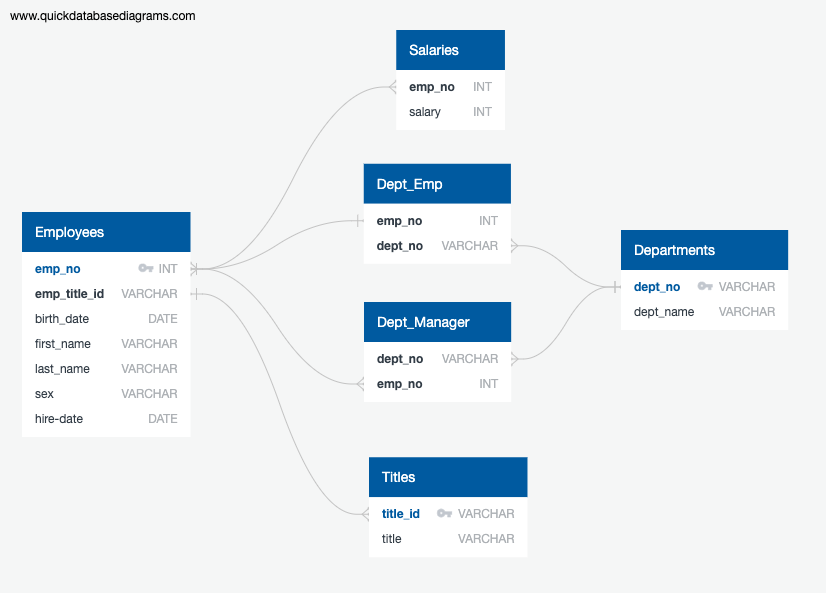 www.quickdatabasediagrams.com
Salaries
emp_no INT
salary INT
Dept_Emp
emp_no INT
dept_no VARCHAR
Employees
emp_no INT
emp_title_id VARCHAR
birth_date DATE
first_name VARCHAR
last_name VARCHAR
sex VARCHAR
hire-date DATE
Departments
dept_no VARCHAR
dept_name VARCHAR
Dept_Manager
dept_no VARCHAR
emp_no INT
Titles
title_id VARCHAR
title VARCHAR